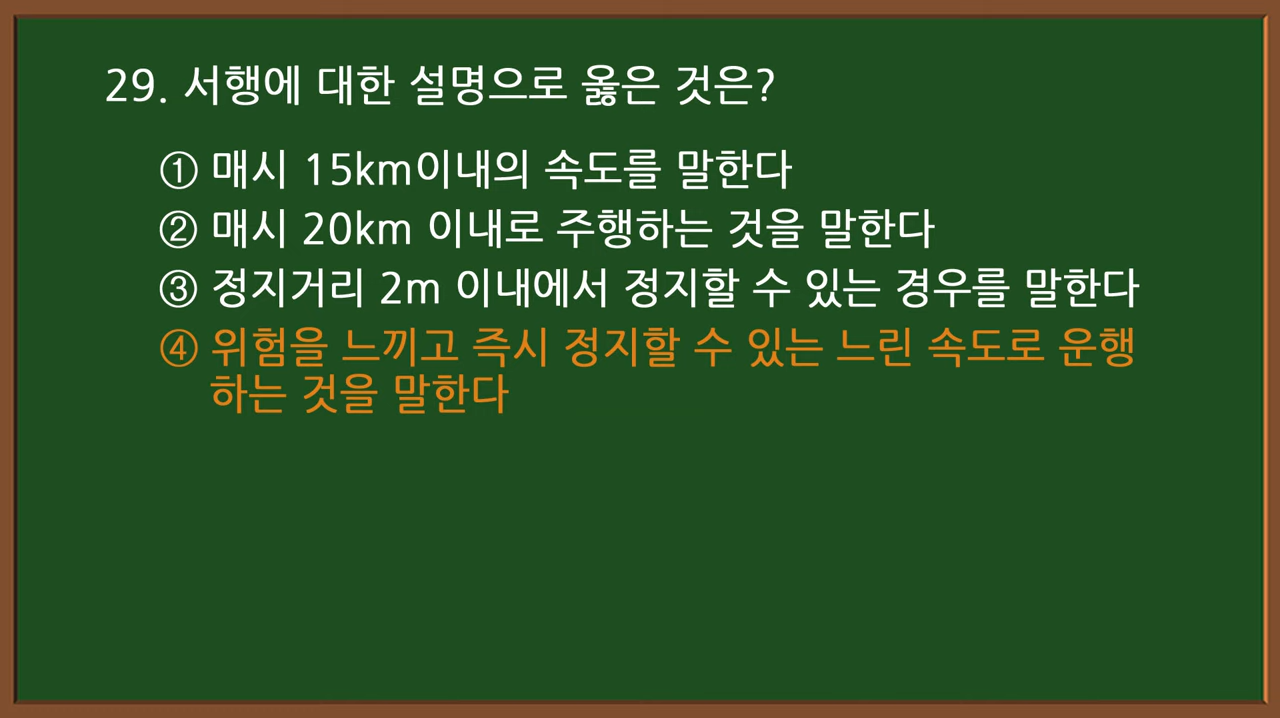 29. 서행에 대한 설명으로 옳은 것은?
① 매시 15km이내의 속도를 말한다
② 매시 20km 이내로 주행하는 것을 말한다
③ 정지거리 2m 이내에서 정지할 수 있는 경우를 말한다
④ 위험을 느끼고 즉시 정지할 수 있는 느린 속도로 운행
하는 것을 말한다